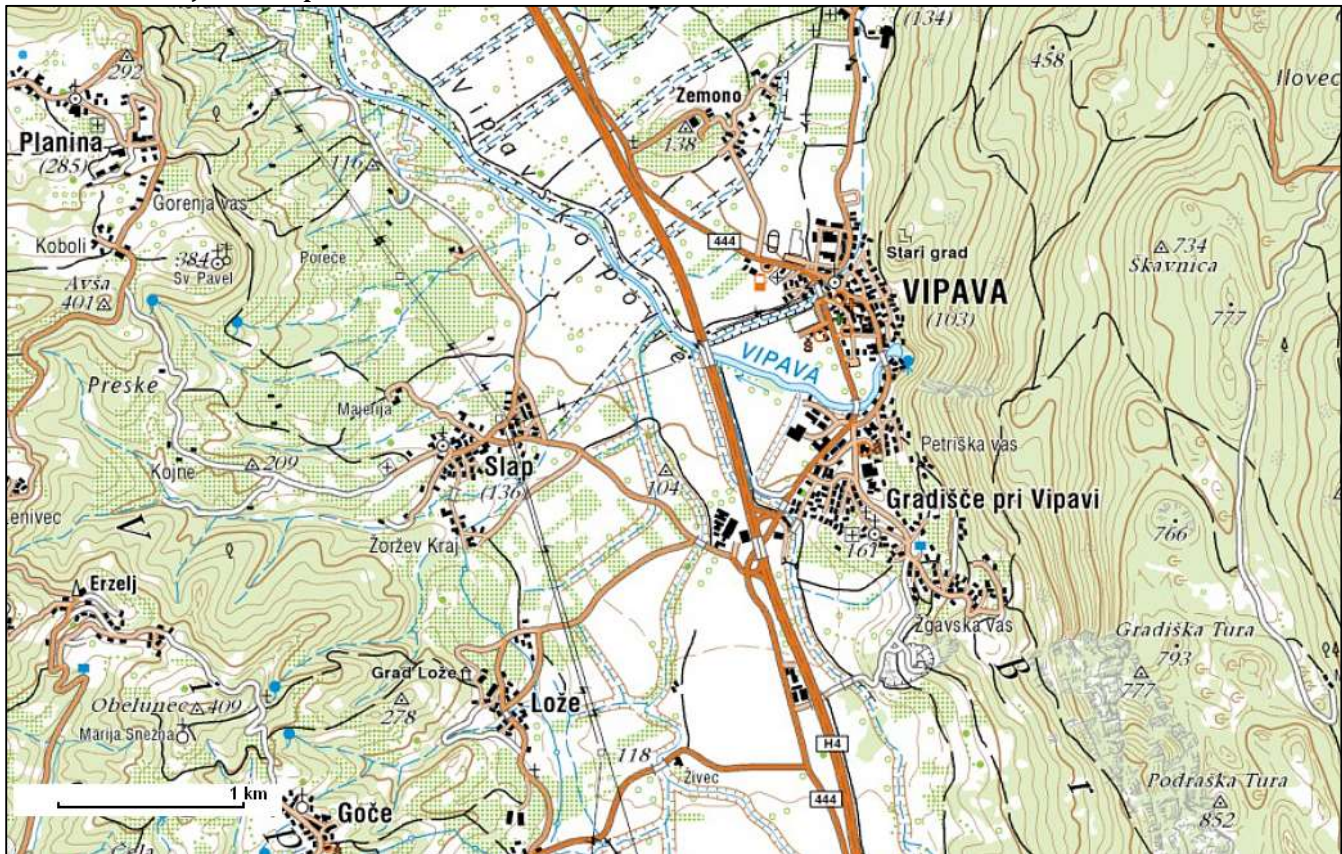 (134)
458
Ilovec
292
Zemono
138
Planina
(285)
116
Vipavsko polje
Gorenja vas
Koboli
384
Sv. Pavel
Poreče
Avša
401
444
Stari grad
734
Škavnica
VIPAVA
(103)
777
VIPAVA
Š
Preske
Majerija
Kojne
209
Slap
(136)
104
Petriška vas
Gradišče pri Vipavi
161
766
Žoržev Kraj
Erzelj
Zgavska vas
Gradiška Tura
793
777
Grad Lože
Obelunec 409
278
Lože
Marija Snežna
118
H4
Živec
Podraška Tura
852
1 km
444
Goče
V
i
p
B
r